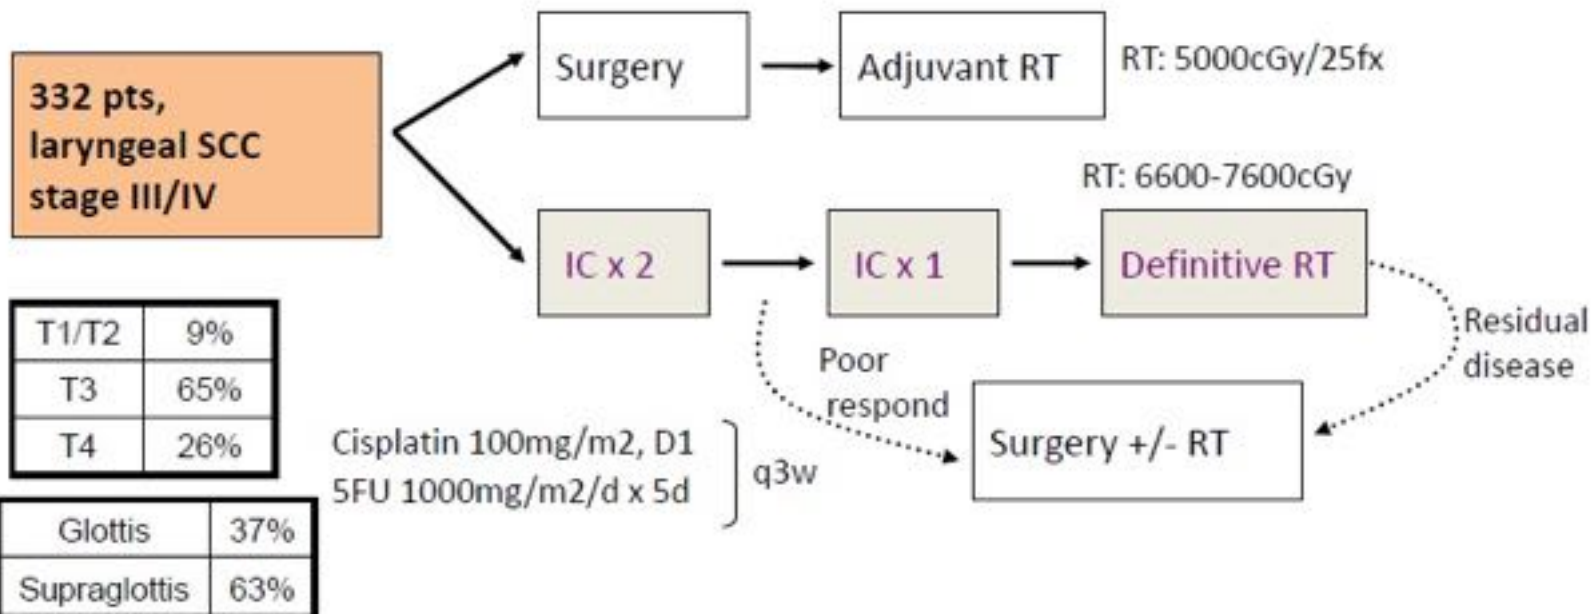 332 pts,
laryngeal SCC
stage III/IV
Surgery
Adjuvant RT
RT: 5000cGy/25fx
RT: 6600-7600cGy
IC x 2
IC x 1
Definitive RT
Residual
disease
Poor
respond
Surgery +/- RT
Cisplatin 100mg/m2, D1
5FU 1000mg/m2/d x 5d
q3w
T1/T2 9%
T3 65%
T4 26%
Glottis 37%
Supraglottis 63%